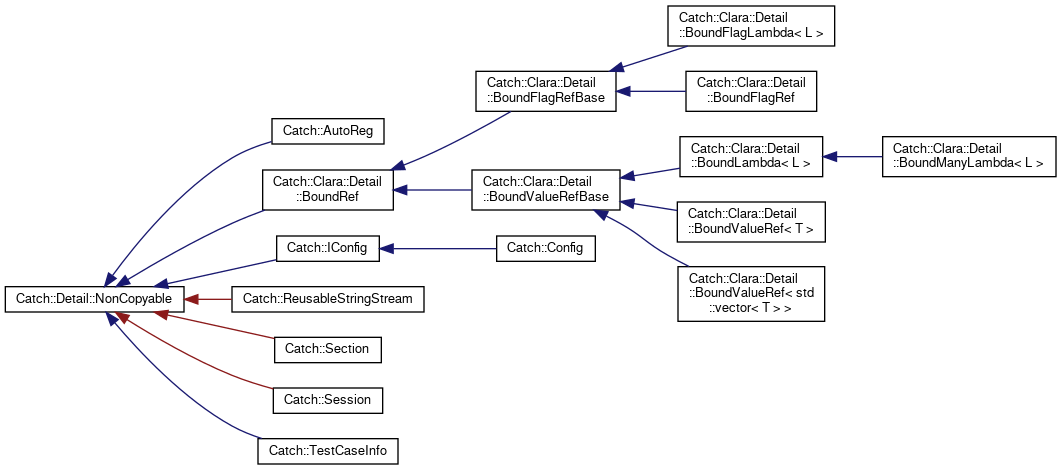 Catch::Clara::Detail
::BoundFlagLambda< L >
Catch::Clara::Detail
::BoundFlagRefBase
Catch::Clara::Detail
::BoundFlagRef
Catch::AutoReg
Catch::Clara::Detail
::BoundLambda< L >
Catch::Clara::Detail
::BoundManyLambda< L >
Catch::Clara::Detail
::BoundRef
Catch::Clara::Detail
::BoundValueRefBase
Catch::Clara::Detail
::BoundValueRef< T >
Catch::IConfig
Catch::Config
Catch::Clara::Detail
::BoundValueRef< std
::vector< T > >
Catch::Detail::NonCopyable
Catch::ReusableStringStream
Catch::Section
Catch::Session
Catch::TestCaseInfo